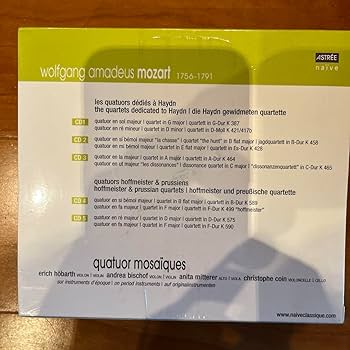 ASTRÉE
naïve
wolfgang amadeus mozart 1756-1791
les quatuors dédiés à Haydn
the quartets dedicated to Haydn | die Haydn gewidmeten quartette
CD1 quatuor en sol majeur | quartet in G major | quartett in G-Dur K 387
quatuor en ré mineur | quartet in D minor | quartett in D-Moll K 421/417b
CD 2 quatuor en si bémol majeur "la chasse" | quartet "the hunt" in B flat major | jagdquartett in B-Dur K 458
quatuor en mi bémol majeur | quartet in E flat major | quartett in Es-Dur K 428
CD 3 quatuor en la majeur | quartet in A major | quartett in A-Dur K 464
quatuor en ut majeur "les dissonances" | dissonance quartet in C major | "dissonanzenquartett" in C-Dur K 465
quatuors hoffmeister & prussiens
hoffmeister & prussian quartets | hoffmeister und preußische quartette
CD 4 quatuor en si bémol majeur | quartet in B flat major | quartett in B-Dur K 589
quatuor en ré majeur | quartet in D major | quartett in D-Dur K 499 "hoffmeister"
CD 5 quatuor en ré majeur | quartet in D major | quartett in D-Dur K 575
quatuor en fa majeur | quartet in F major | quartett in F-Dur K 590
quatuor mosaïques
erich höbarth VIOLON | VIOLIN andrea bischof VIOLON | VIOLIN anita mitterer ALTO | VIOLA christophe coin VIOLONCELLE | CELLO
sur instruments d'époque | on period instruments | auf originalinstrumenten
www.naiveclassique.com